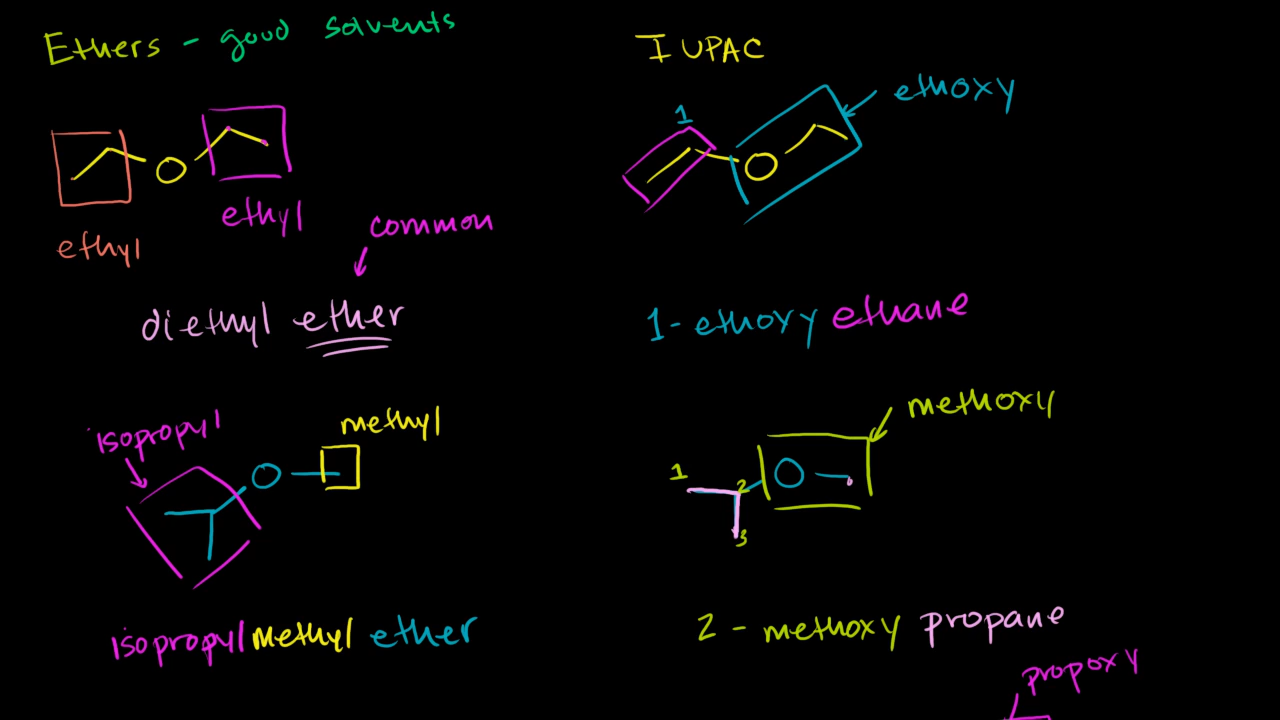 Ethers - good solvents
O
ethyl
ethyl
common
diethyl ether
isopropyl
methyl
O
isopropyl methyl ether
IUPAC
ethoxy
1
O
1-ethoxy ethane
methoxy
1
2
O
3
2-methoxy propane
propoxy